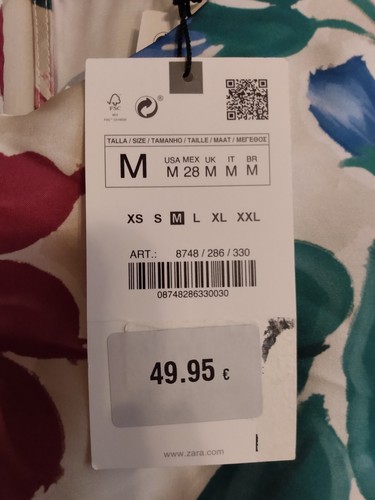 FSC
TALLA / SIZE / TAMANHO / TAILLE / MAAT / ΜΕΓΕΘΟΣ
M USA M MEX 28 UK M IT M BR M
XS S M L XL XXL
ART.: 8748 / 286 / 330
08748286330030
49.95 €
www.zara.com